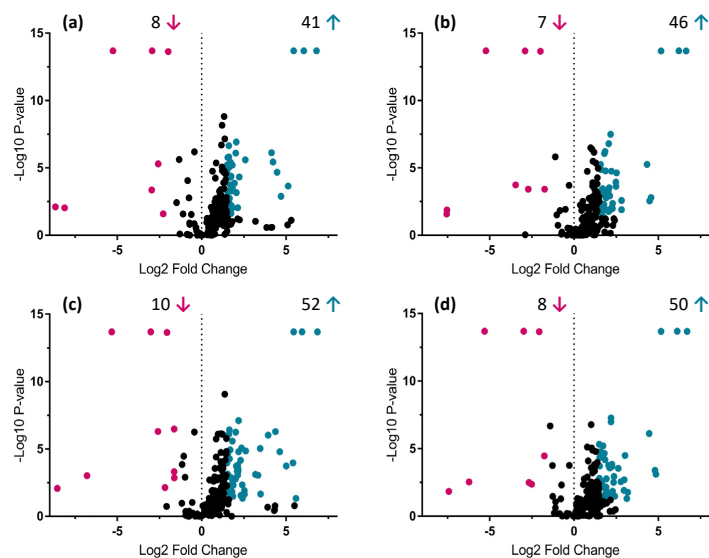 (a) 8 ↓ 41 ↑
15
10
5
0
-5 0 5
-Log10 P-value
Log2 Fold Change
(b) 7 ↓ 46 ↑
15
10
5
0
-5 0 5
-Log10 P-value
Log2 Fold Change
(c) 10 ↓ 52 ↑
15
10
5
0
-5 0 5
-Log10 P-value
Log2 Fold Change
(d) 8 ↓ 50 ↑
15
10
5
0
-5 0 5
-Log10 P-value
Log2 Fold Change